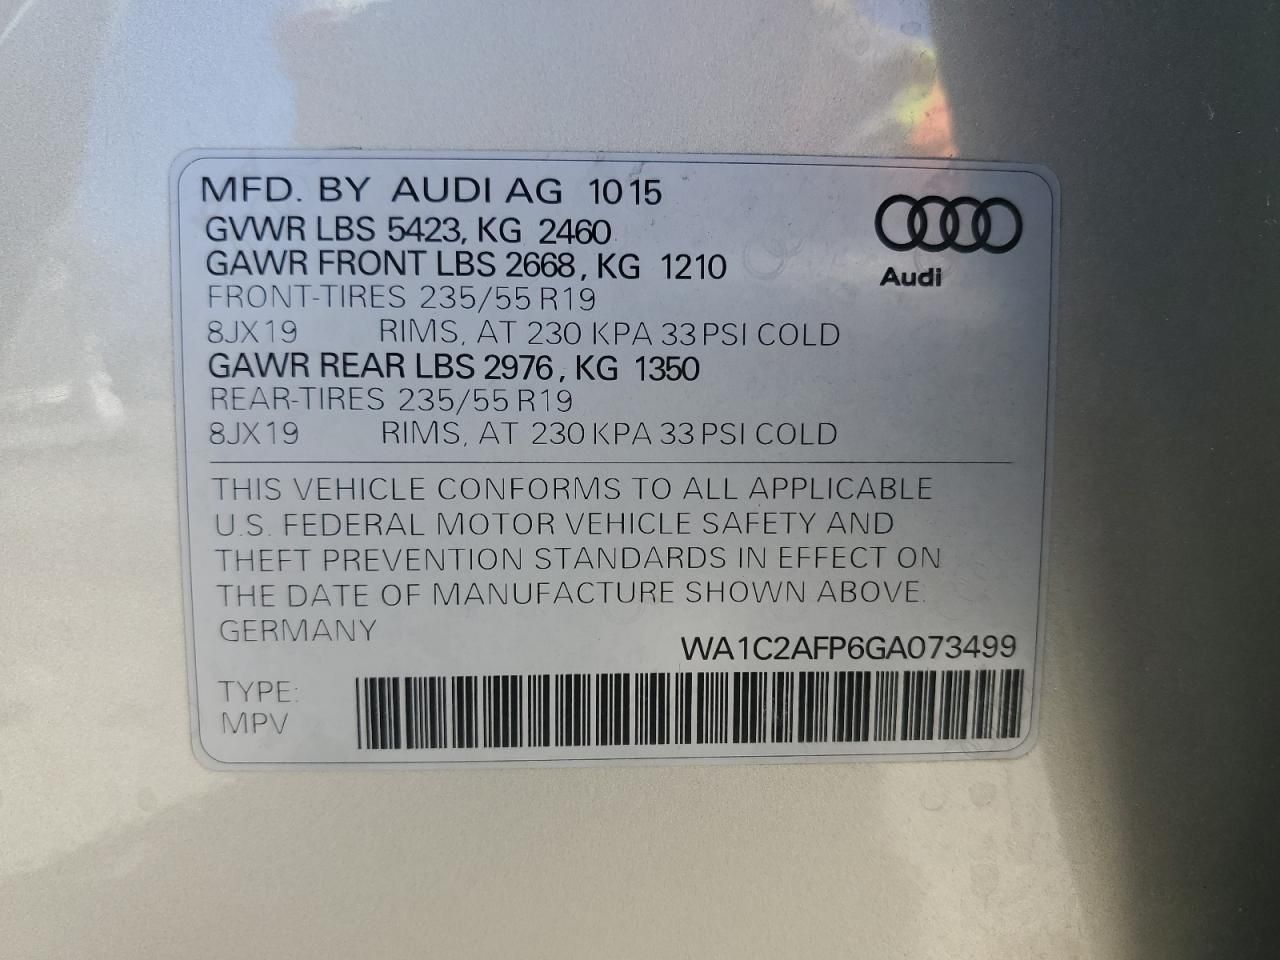 MFD. BY AUDI AG 10 15
GVWR LBS 5423, KG 2460
GAWR FRONT LBS 2668, KG 1210
Audi
FRONT-TIRES 235/55 R19
8JX19 RIMS, AT 230 KPA 33 PSI COLD
GAWR REAR LBS 2976, KG 1350
REAR-TIRES 235/55 R19
8JX19 RIMS, AT 230 KPA 33 PSI COLD
THIS VEHICLE CONFORMS TO ALL APPLICABLE
U.S. FEDERAL MOTOR VEHICLE SAFETY AND
THEFT PREVENTION STANDARDS IN EFFECT ON
THE DATE OF MANUFACTURE SHOWN ABOVE.
GERMANY
WA1C2AFP6GA073499
TYPE:
MPV